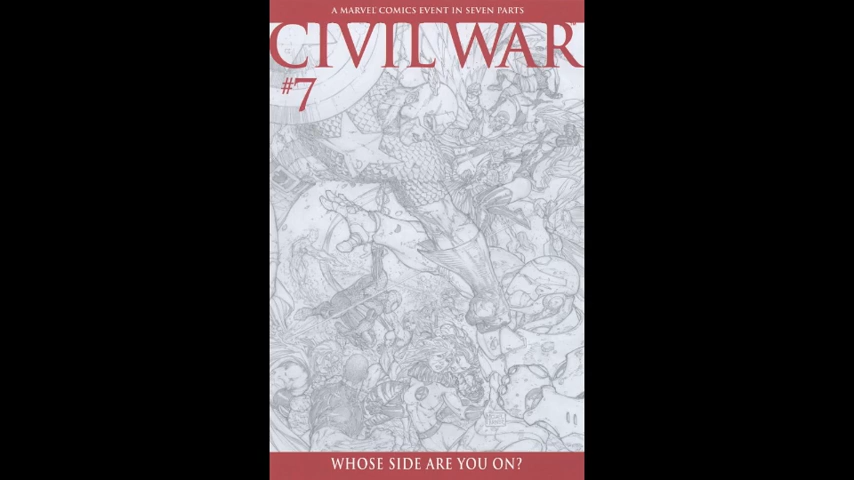 A MARVEL COMICS EVENT IN SEVEN PARTS
CIVIL WAR
#7
WHOSE SIDE ARE YOU ON?